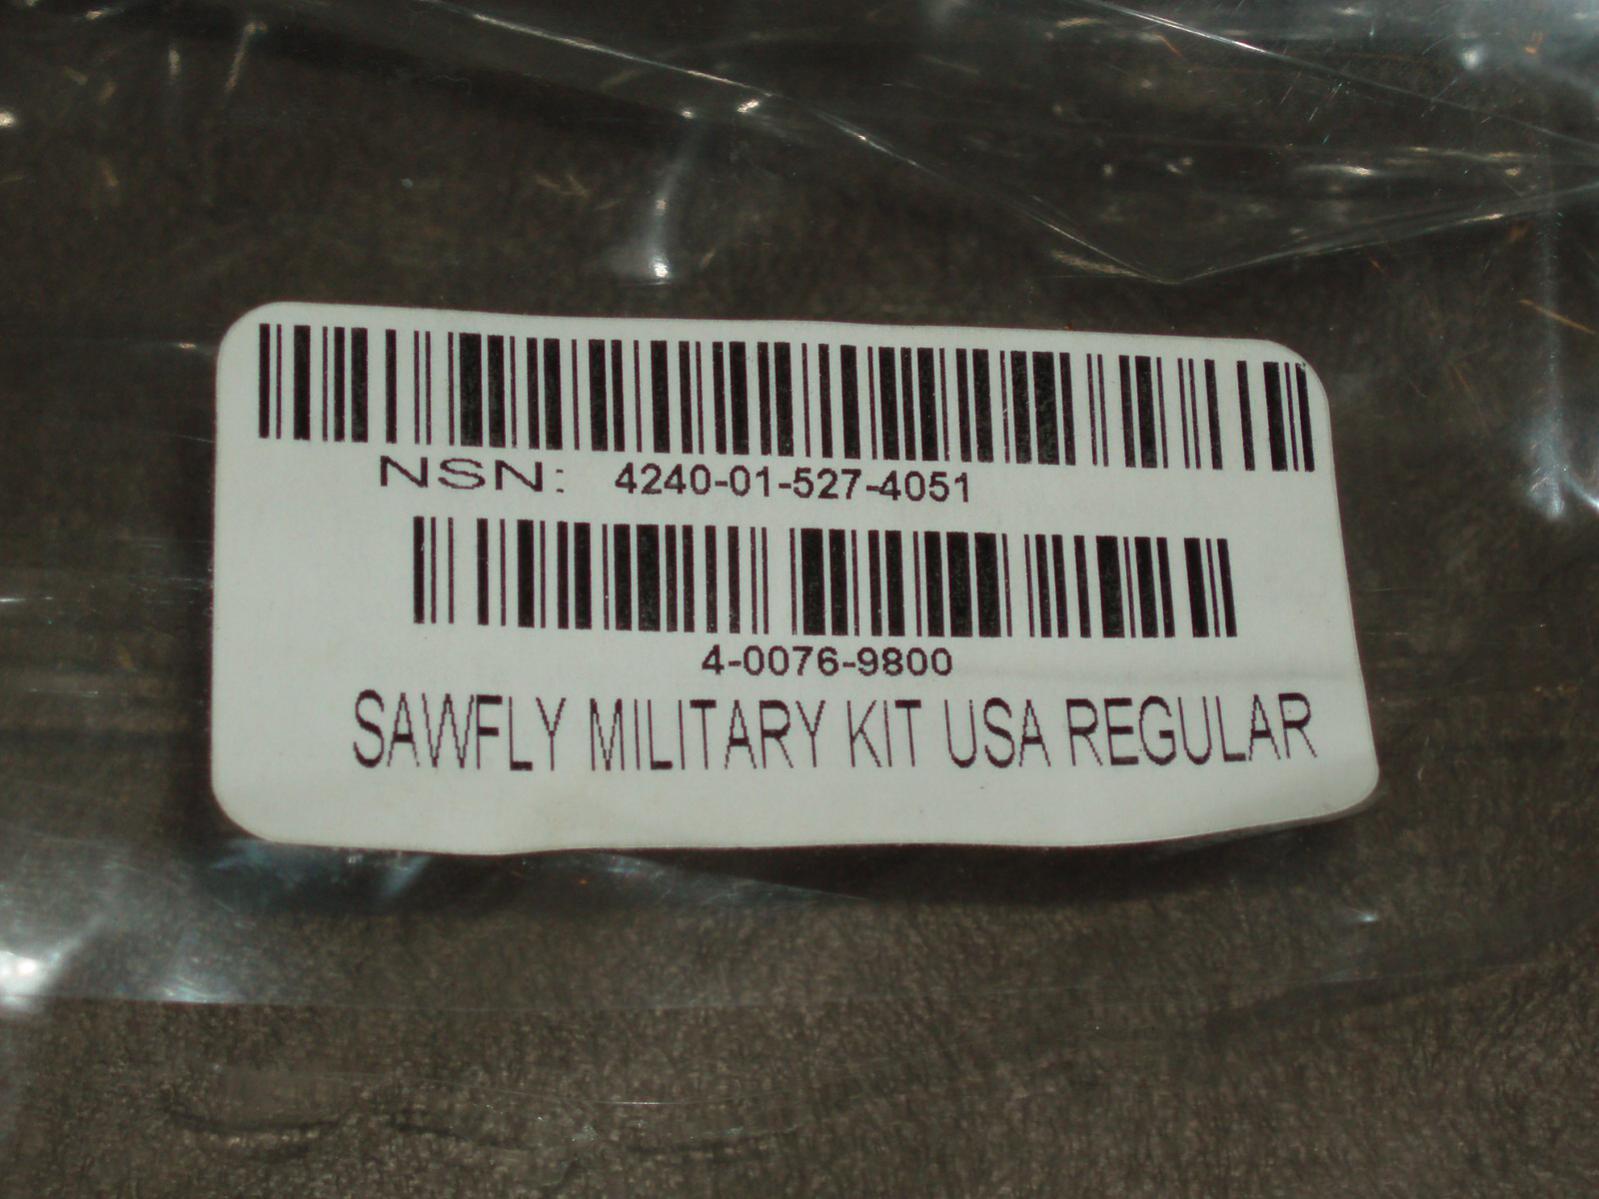 NSN: 4240-01-527-4051
4-0076-9800
SAWFLY MILITARY KIT USA REGULAR